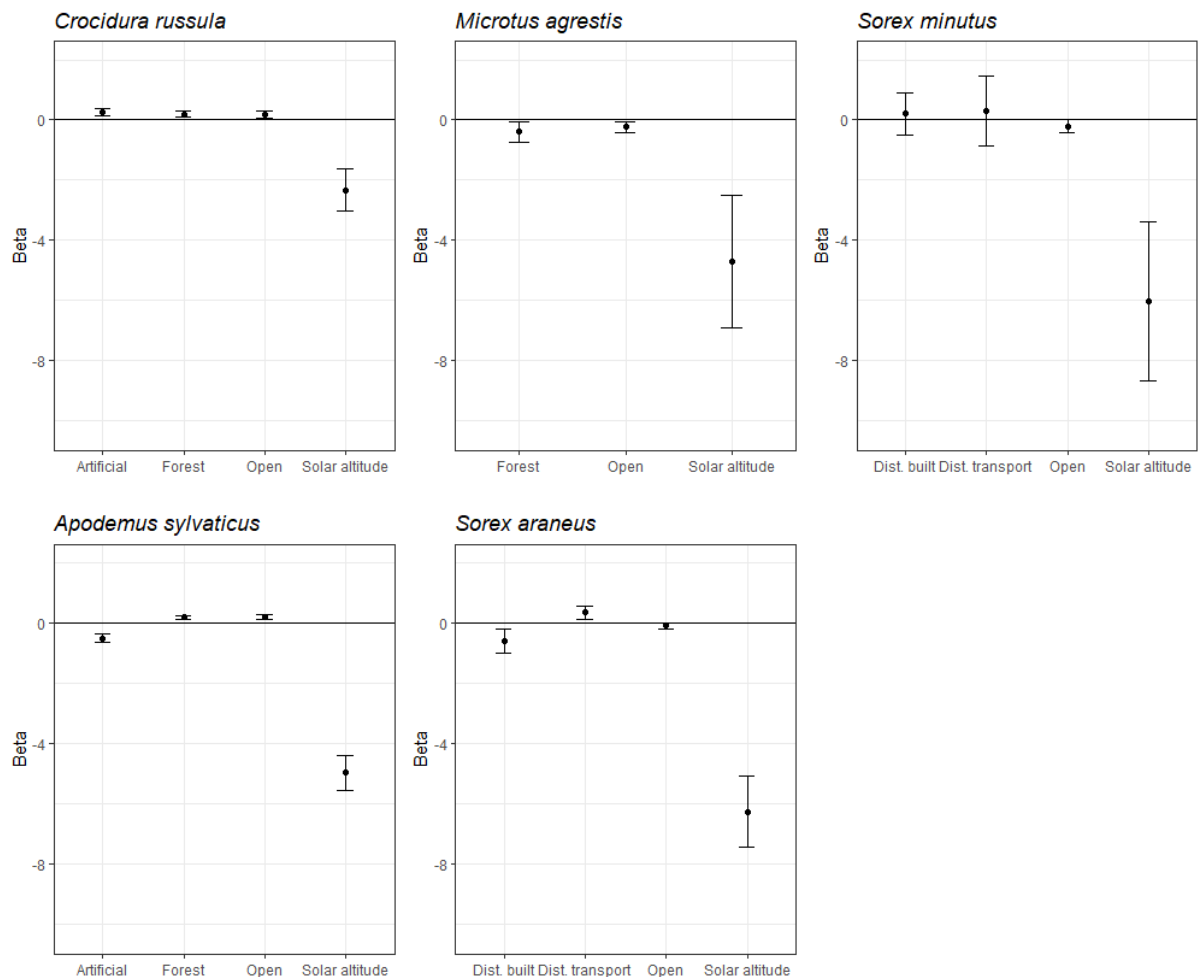 Crocidura russula
Microtus agrestis
Sorex minutus
Beta
0
-4
-8
Artificial Forest Open Solar altitude
Beta
0
-4
-8
Forest Open Solar altitude
Beta
0
-4
-8
Dist. built Dist. transport Open Solar altitude
Apodemus sylvaticus
Sorex araneus
Beta
0
-4
-8
Artificial Forest Open Solar altitude
Beta
0
-4
-8
Dist. built Dist. transport Open Solar altitude